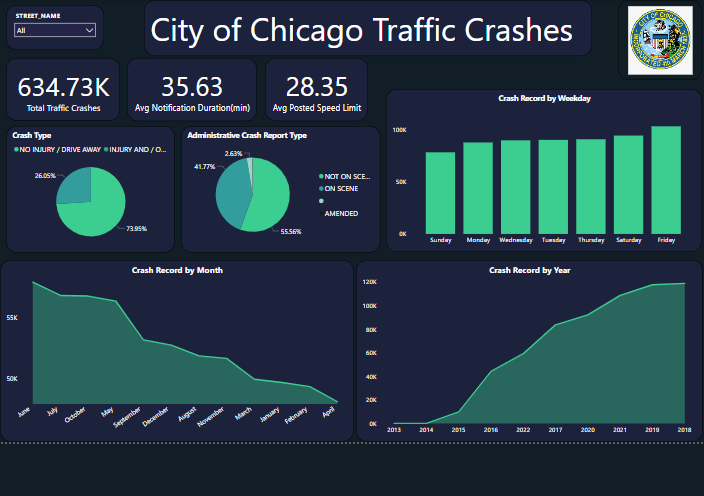 STREET_NAME
All
City of Chicago Traffic Crashes
CITY OF CHICAGO
INCORPORATED
634.73K
Total Traffic Crashes
35.63
Avg Notification Duration(min)
28.35
Avg Posted Speed Limit
Crash Type
NO INJURY / DRIVE AWAY
INJURY AND / O...
26.05%
73.95%
Administrative Crash Report Type
2.63%
41.77%
55.56%
NOT ON SCE...
ON SCENE
AMENDED
Crash Record by Weekday
100K
50K
0K
Sunday Monday Wednesday Tuesday Thursday Saturday Friday
Crash Record by Month
55K
50K
June July October May September December August November March January February April
Crash Record by Year
120K
100K
80K
60K
40K
20K
0K
2013 2014 2015 2016 2022 2017 2020 2021 2019 2018